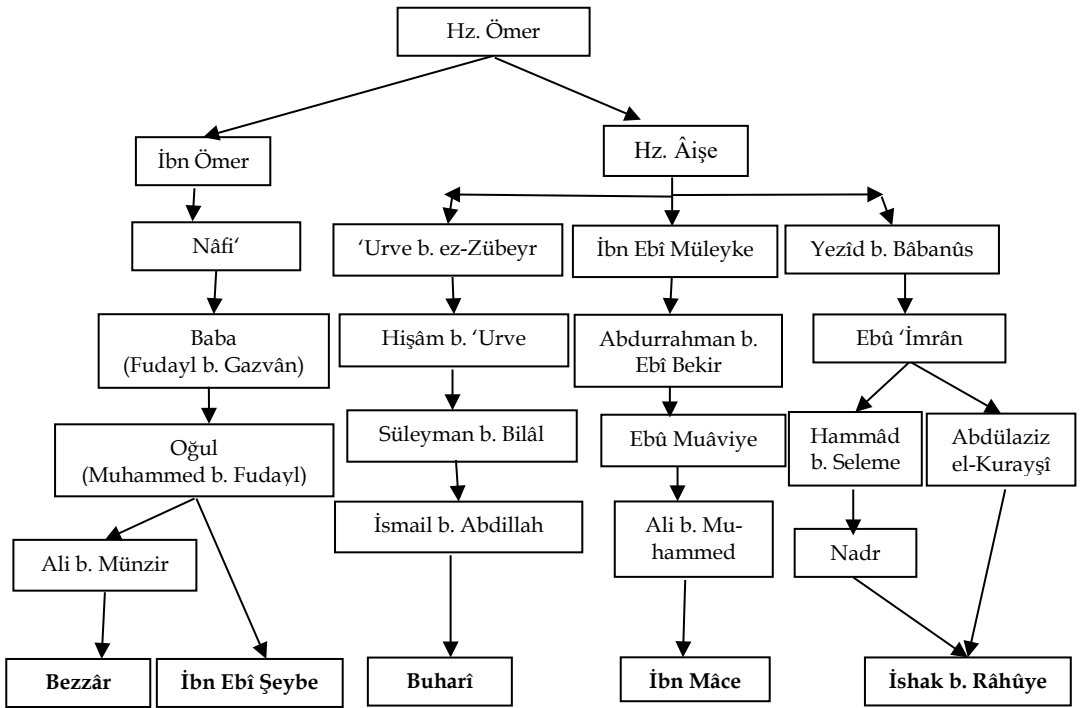 Hz. Ömer
İbn Ömer
Hz. Âişe
Nâfi‘
‘Urve b. ez-Zübeyr
İbn Ebî Müleyke
Yezîd b. Bâbanûs
Baba
(Fudayl b. Gazvân)
Hişâm b. ‘Urve
Abdurrahman b.
Ebî Bekir
Ebû ‘İmrân
Oğul
(Muhammed b. Fudayl)
Süleyman b. Bilâl
Ebû Muâviye
Hammâd
b. Seleme
Abdülaziz
el-Kurayşî
Ali b. Münzir
İsmail b. Abdillah
Ali b. Mu-
hammed
Nadr
Bezzâr
İbn Ebî Şeybe
Buharî
İbn Mâce
İshak b. Râhûye